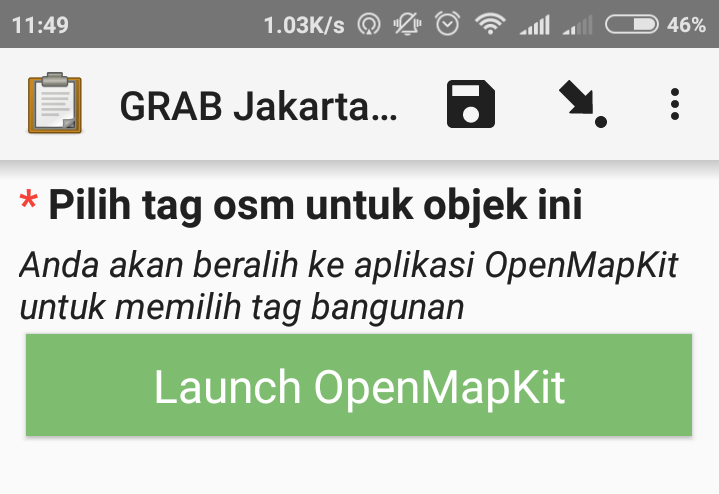 11:49 1.03K/s 46%
GRAB Jakarta...
* Pilih tag osm untuk objek ini
Anda akan beralih ke aplikasi OpenMapKit
untuk memilih tag bangunan
Launch OpenMapKit